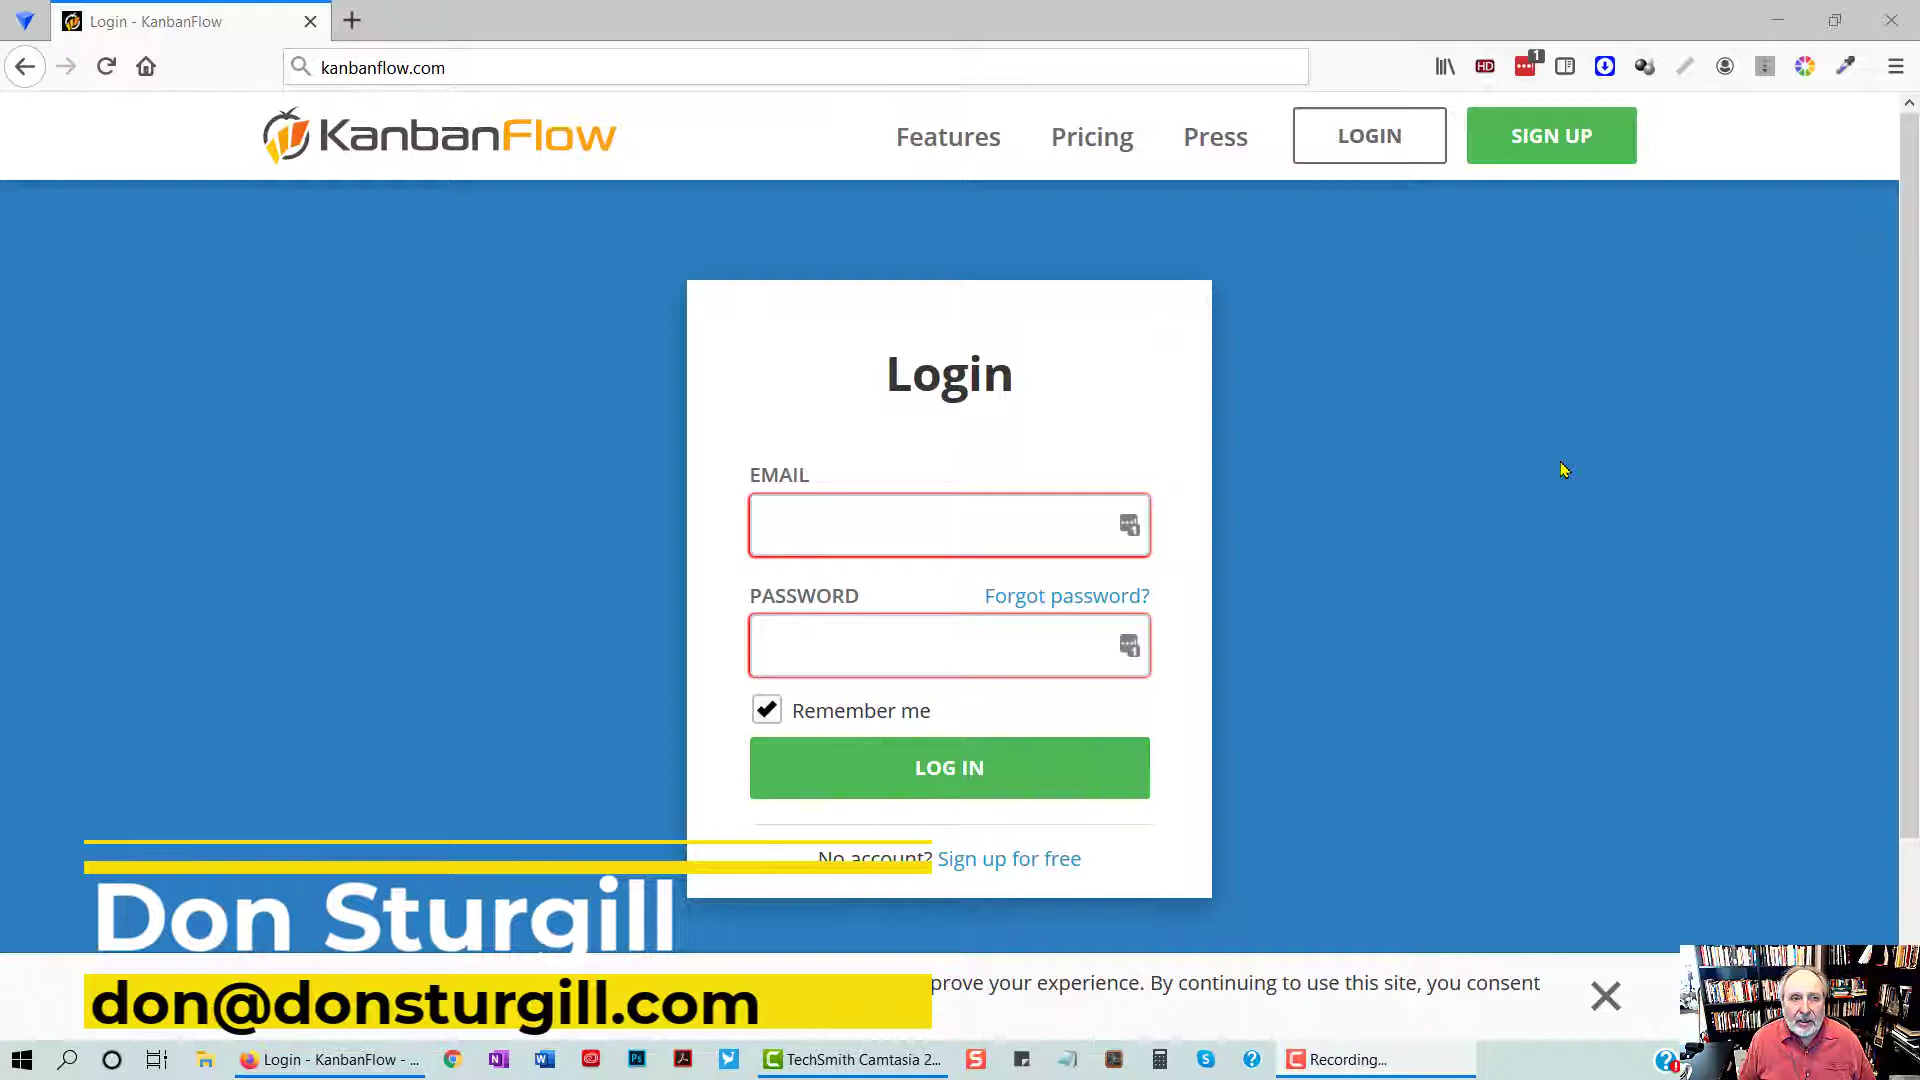 Login - KanbanFlow
kanbanflow.com
HD
1
KanbanFlow
Features
Pricing
Press
LOGIN
SIGN UP
Login
EMAIL
PASSWORD
Forgot password?
Remember me
LOG IN
No account? Sign up for free
Don Sturgill
don@donsturgill.com
prove your experience. By continuing to use this site, you consent
Login - KanbanFlow - ...
TechSmith Camtasia 2...
Recording...